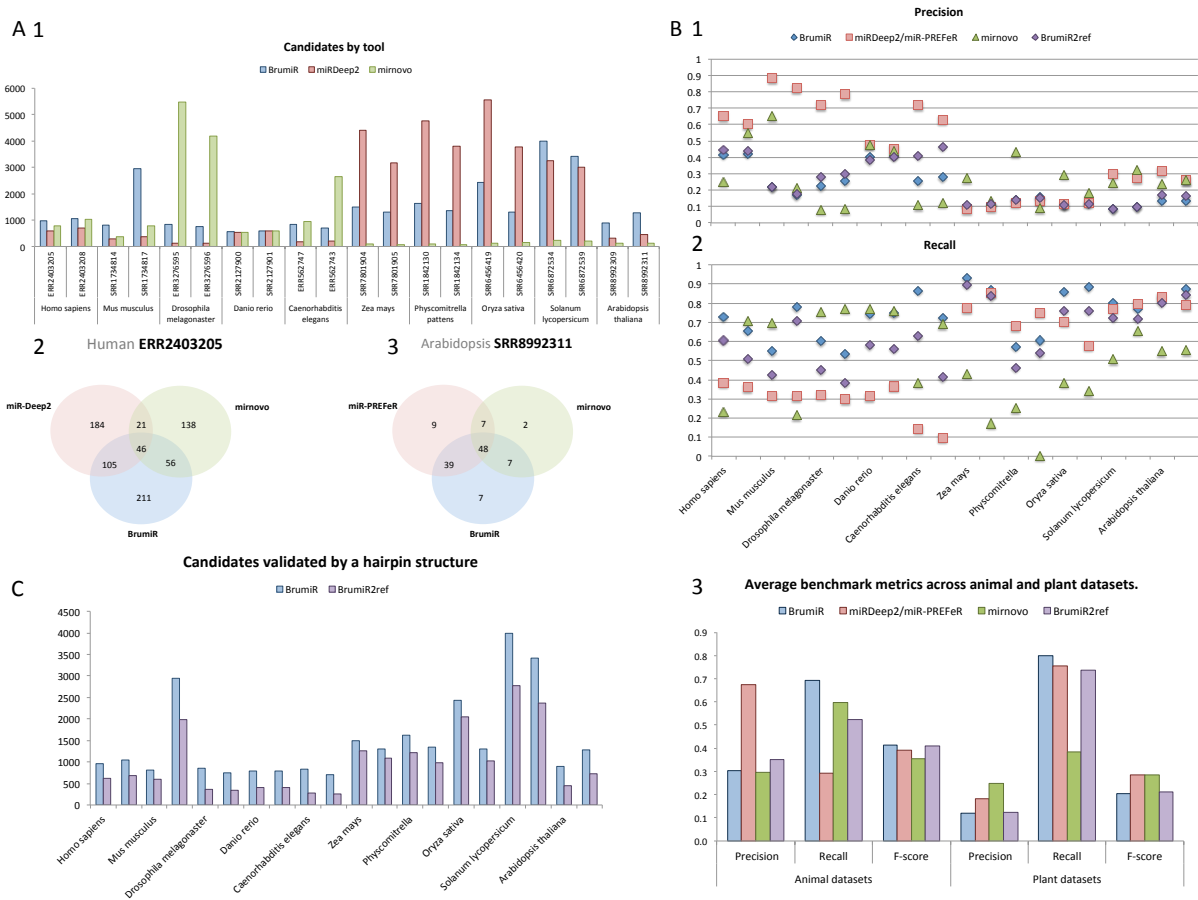 A 1
Candidates by tool
BrumiR miRDeep2 mirnovo
6000
5000
4000
3000
2000
1000
0
ERR2403205
ERR2403208
SRR1734814
SRR1734817
ERR3276595
ERR3276596
SRR2127900
SRR2127901
ERR562747
ERR562743
SRR7801904
SRR7801905
SRR1842130
SRR1842134
SRR6456419
SRR6456420
SRR6872534
SRR6872539
SRR8992309
SRR8992311
Homo sapiens
Mus musculus
Drosophila melagonaster
Danio rerio
Caenorhabditis elegans
Zea mays
Physcomitrella pattens
Oryza sativa
Solanum lycopersicum
Arabidopsis thaliana
2 Human ERR2403205
miR-Deep2
mirnovo
184
21
138
46
105
56
211
BrumiR
3 Arabidopsis SRR8992311
miR-PREFeR
mirnovo
9
7
2
48
39
7
7
BrumiR
C
Candidates validated by a hairpin structure
BrumiR BrumiR2ref
4500
4000
3500
3000
2500
2000
1500
1000
500
0
Homo sapiens
Mus musculus
Drosophila melagonaster
Danio rerio
Caenorhabditis elegans
Zea mays
Physcomitrella
Oryza sativa
Solanum lycopersicum
Arabidopsis thaliana
B 1
Precision
BrumiR miRDeep2/miR-PREFeR mirnovo BrumiR2ref
1
0.9
0.8
0.7
0.6
0.5
0.4
0.3
0.2
0.1
0
2
Recall
1
0.9
0.8
0.7
0.6
0.5
0.4
0.3
0.2
0.1
0
Homo sapiens
Mus musculus
Drosophila melagonaster
Danio rerio
Caenorhabditis elegans
Zea mays
Physcomitrella
Oryza sativa
Solanum lycopersicum
Arabidopsis thaliana
3 Average benchmark metrics across animal and plant datasets.
BrumiR miRDeep2/miR-PREFeR mirnovo BrumiR2ref
0.9
0.8
0.7
0.6
0.5
0.4
0.3
0.2
0.1
0.0
Precision Recall F-score Precision Recall F-score
Animal datasets Plant datasets